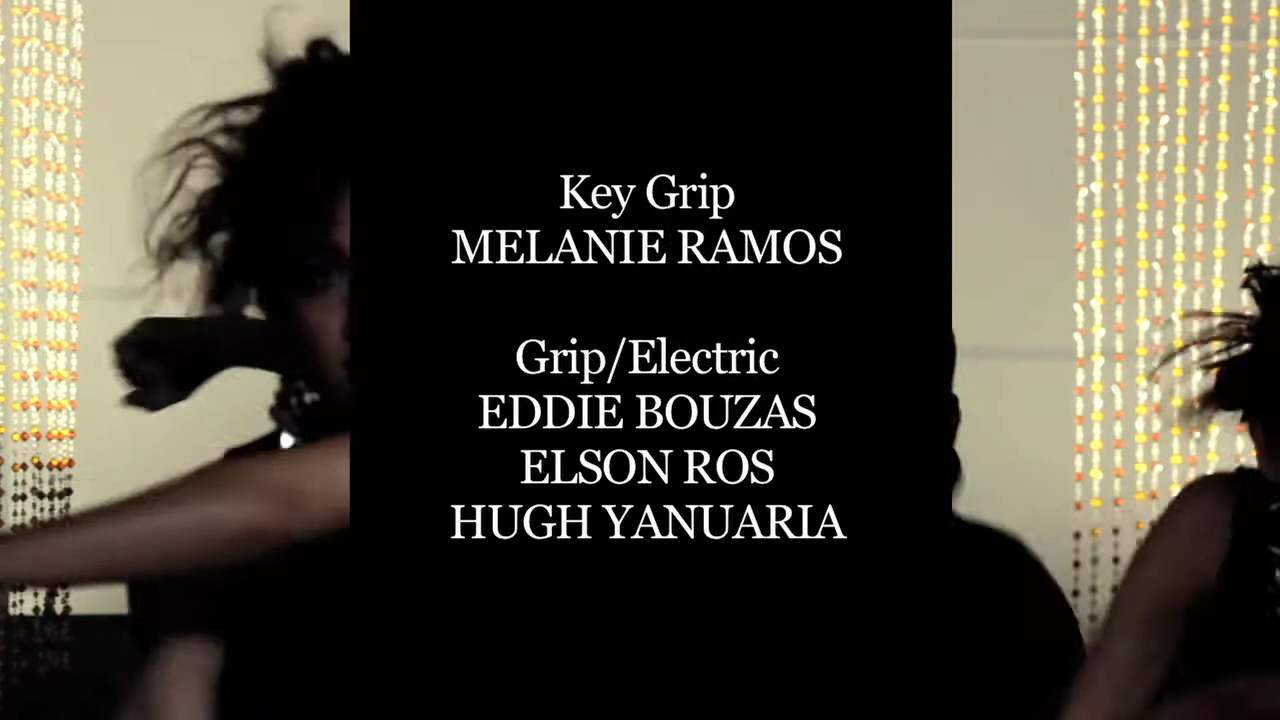 Key Grip
MELANIE RAMOS
Grip/Electric
EDDIE BOUZAS
ELSON ROS
HUGH YANUARIA